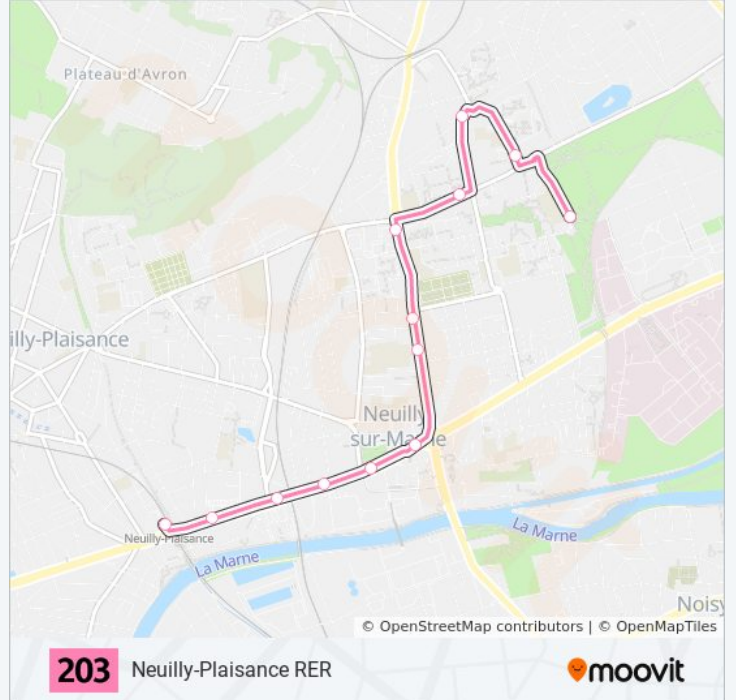 Plateau d'Avron
illy-Plaisance
Neuilly
sur-Marne
Neuilly-Plaisance
La Marne
La Marne
Noisy
© OpenStreetMap contributors | © OpenMapTiles
203 Neuilly-Plaisance RER
moovit